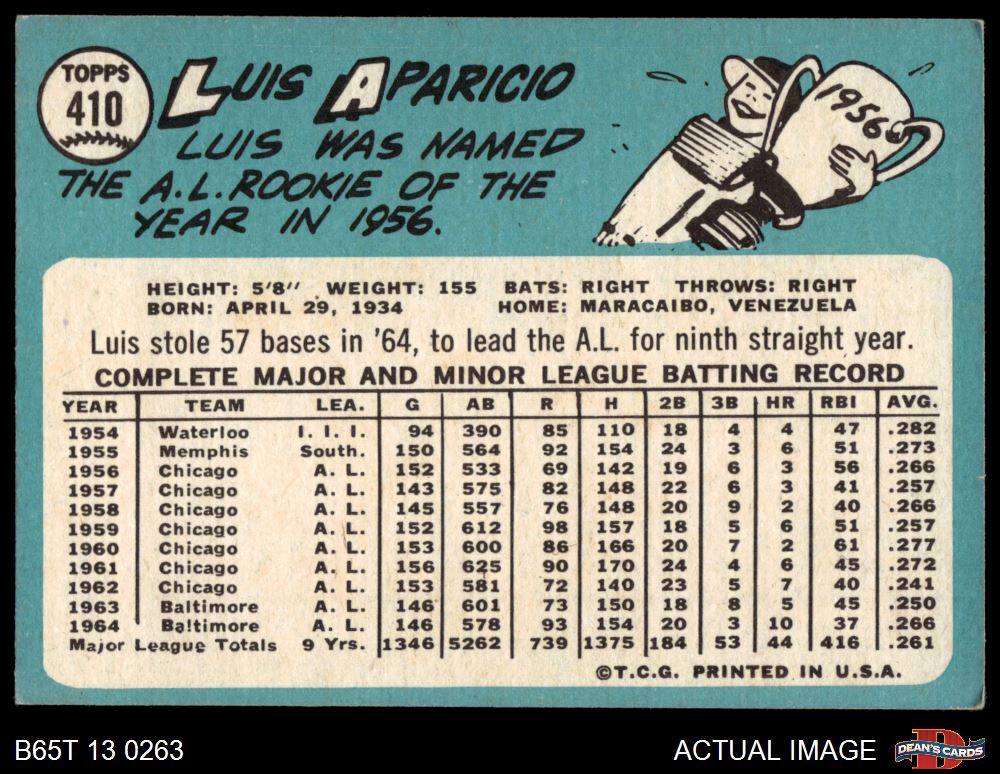 TOPPS
410
LUIS APARICIO
LUIS WAS NAMED
THE A.L. ROOKIE OF THE
YEAR IN 1956.
1956
HEIGHT: 5'8" WEIGHT: 155 BATS: RIGHT THROWS: RIGHT
BORN: APRIL 29, 1934 HOME: MARACAIBO, VENEZUELA
Luis stole 57 bases in '64, to lead the A.L. for ninth straight year.
COMPLETE MAJOR AND MINOR LEAGUE BATTING RECORD
YEAR TEAM LEA. G AB R H 2B 3B HR RBI AVG.
1954 Waterloo I. I. I. 94 390 85 110 18 4 4 47 .282
1955 Memphis South. 150 564 92 154 24 3 6 51 .273
1956 Chicago A. L. 152 533 69 142 19 6 3 56 .266
1957 Chicago A. L. 143 575 82 148 22 6 3 41 .257
1958 Chicago A. L. 145 557 76 148 20 9 2 40 .266
1959 Chicago A. L. 152 612 98 157 18 5 6 51 .257
1960 Chicago A. L. 153 600 86 166 20 7 2 61 .277
1961 Chicago A. L. 156 625 90 170 24 4 6 45 .272
1962 Chicago A. L. 153 581 72 140 23 5 7 40 .241
1963 Baltimore A. L. 146 601 73 150 18 8 5 45 .250
1964 Baltimore A. L. 146 578 93 154 20 3 10 37 .266
Major League Totals 9 Yrs. 1346 5262 739 1375 184 53 44 416 .261
©T.C.G. PRINTED IN U.S.A.
B65T 13 0263 ACTUAL IMAGE DEAN'S CARDS